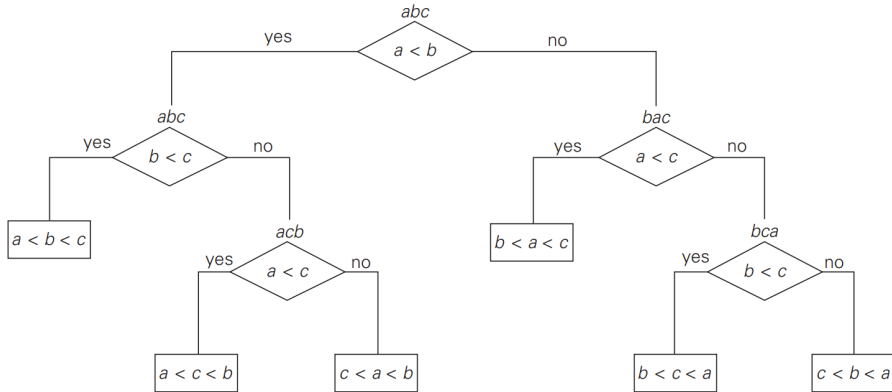 abc
yes a < b no
abc bac
yes b < c no yes a < c no
a < b < c acb b < a < c bca
yes a < c no yes b < c no
a < c < b c < a < b b < c < a c < b < a